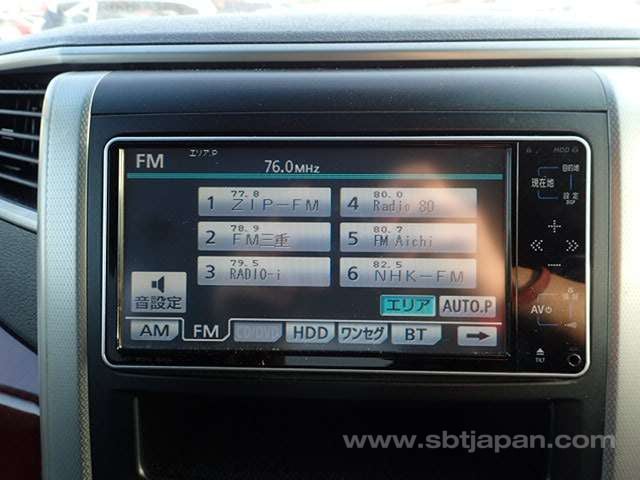 FM エリア.P 76.0MHz
HDD
77.8 80.0
1 ZIP-FM 4 Radio 80
現在地 目的地
設定
78.9 80.7
2 FM三重 5 FM Aichi
79.5 82.5
3 RADIO-i 6 NHK-FM
音設定
エリア AUTO.P
AV
AM FM CD/DVD HDD ワンセグ BT
TILT
www.sbtjapan.com